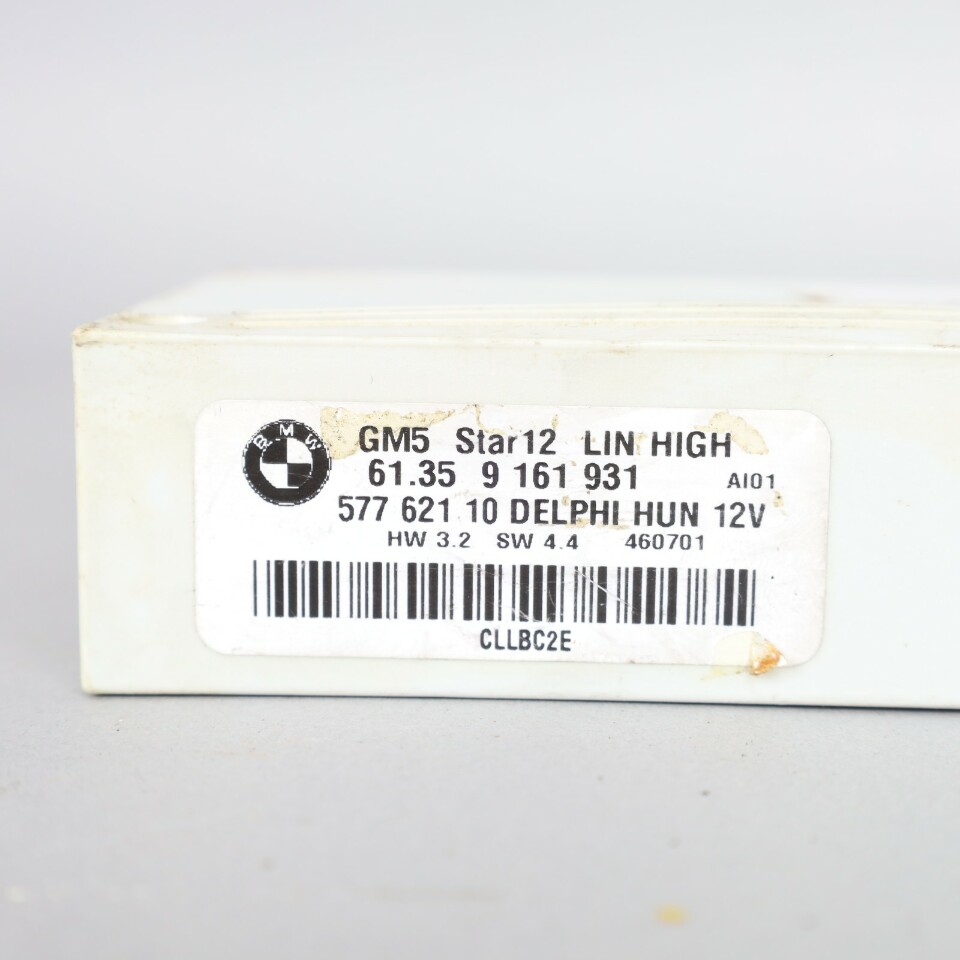 BMW
GM5 Star12 LIN HIGH
61.35 9 161 931 AI01
577 621 10 DELPHI HUN 12V
HW 3.2 SW 4.4 460701
CLLBC2E